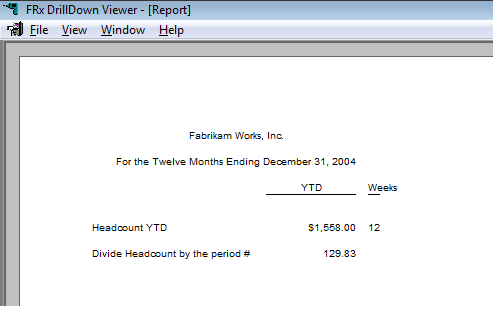 FRx DrillDown Viewer - [Report]
File View Window Help
Fabrikam Works, Inc.
For the Twelve Months Ending December 31, 2004
YTD Weeks
Headcount YTD $1,558.00 12
Divide Headcount by the period # 129.83